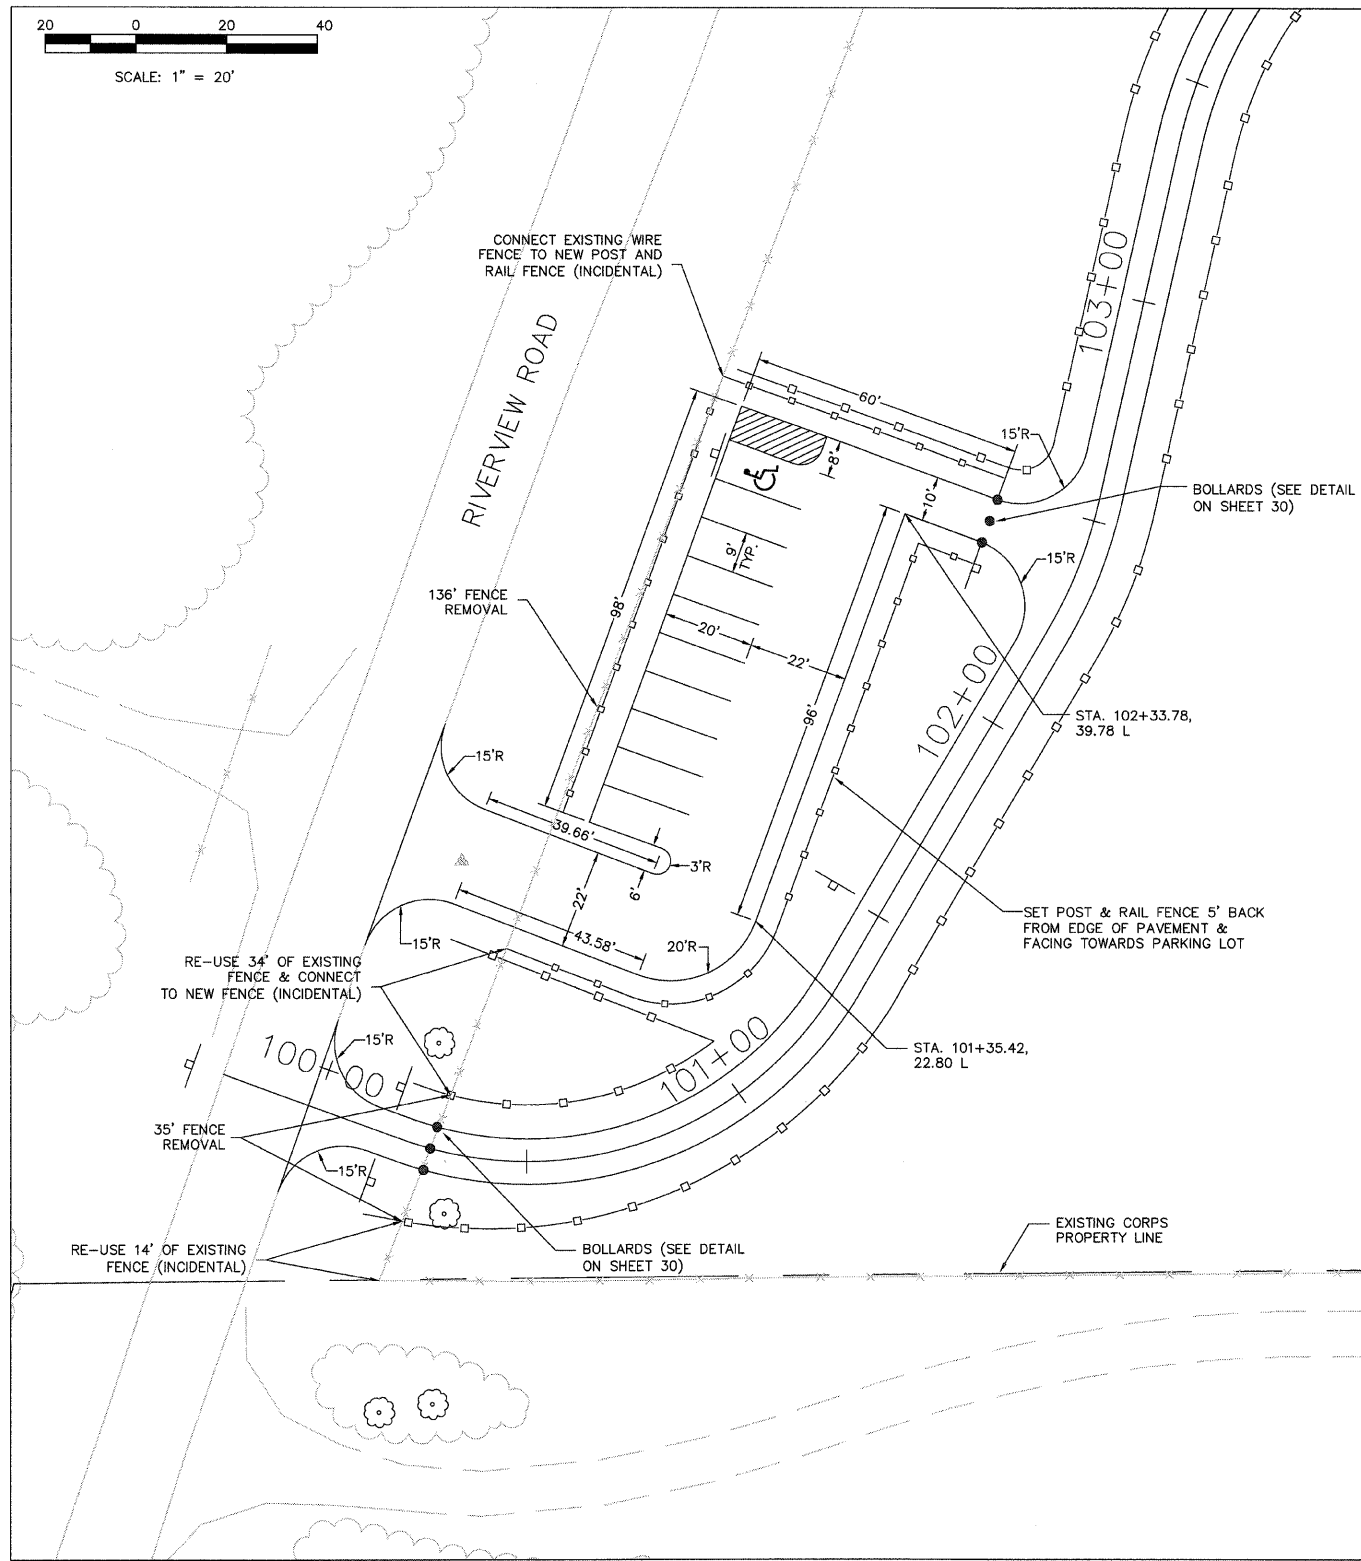 20 0 20 40
SCALE: 1" = 20'
CONNECT EXISTING WIRE
FENCE TO NEW POST AND
RAIL FENCE (INCIDENTAL)
RIVERVIEW ROAD
103+00
60'
15'R
8'
10'
BOLLARDS (SEE DETAIL
ON SHEET 30)
15'R
9'
TYP.
136' FENCE
REMOVAL
98'
20'
22'
96'
102+00
STA. 102+33.78,
39.78 L
15'R
39.66'
3'R
6'
22'
SET POST & RAIL FENCE 5' BACK
FROM EDGE OF PAVEMENT &
FACING TOWARDS PARKING LOT
15'R
43.58'
20'R
RE-USE 34' OF EXISTING
FENCE & CONNECT
TO NEW FENCE (INCIDENTAL)
15'R
100+00
101+00
STA. 101+35.42,
22.80 L
35' FENCE
REMOVAL
15'R
RE-USE 14' OF EXISTING
FENCE (INCIDENTAL)
BOLLARDS (SEE DETAIL
ON SHEET 30)
EXISTING CORPS
PROPERTY LINE